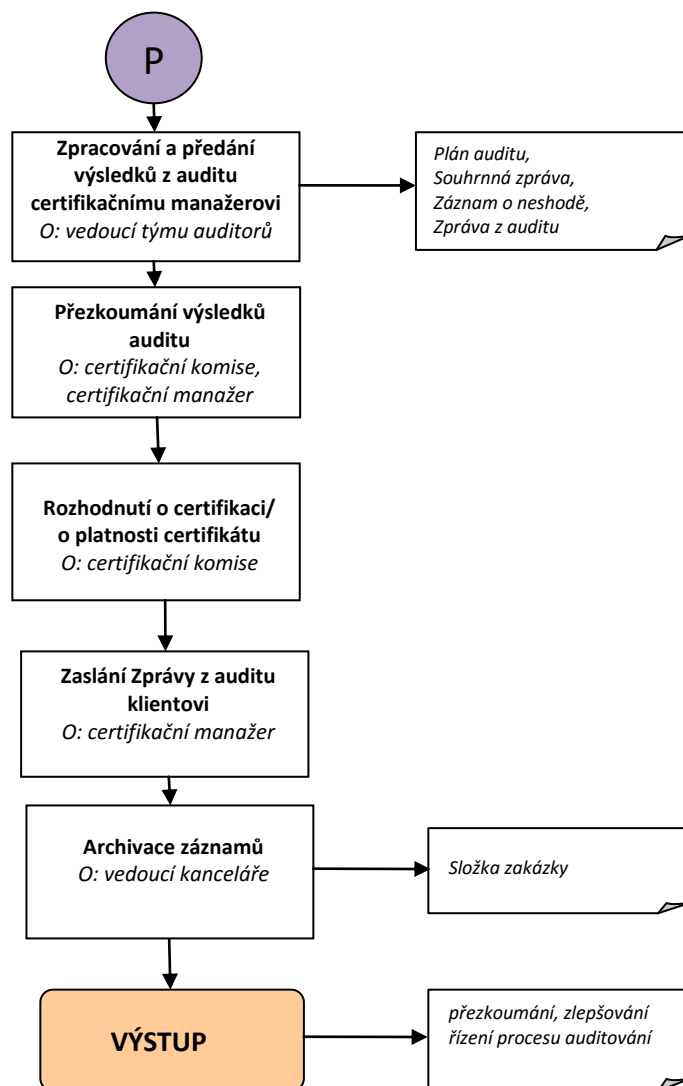 P
Zpracování a předání
výsledků z auditu
certifikačnímu manažerovi
O: vedoucí týmu auditorů
Plán auditu,
Souhrnná zpráva,
Záznam o neshodě,
Zpráva z auditu
Přezkoumání výsledků
auditu
O: certifikační komise,
certifikační manažer
Rozhodnutí o certifikaci/
o platnosti certifikátu
O: certifikační komise
Zaslání Zprávy z auditu
klientovi
O: certifikační manažer
Archivace záznamů
O: vedoucí kanceláře
Složka zakázky
VÝSTUP
přezkoumání, zlepšování
řízení procesu auditování